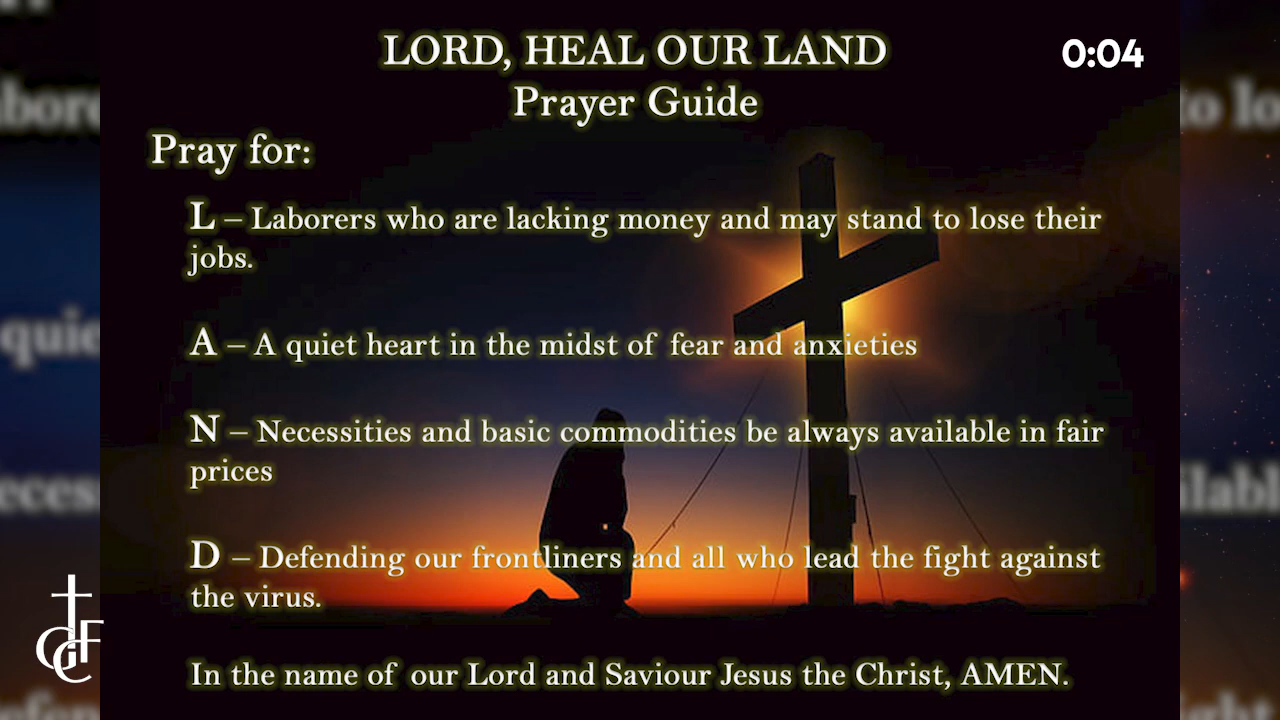 LORD, HEAL OUR LAND
0:04
Prayer Guide
Pray for:
L – Laborers who are lacking money and may stand to lose their
jobs.
A – A quiet heart in the midst of fear and anxieties
N – Necessities and basic commodities be always available in fair
prices
D – Defending our frontliners and all who lead the fight against
the virus.
In the name of our Lord and Saviour Jesus the Christ, AMEN.